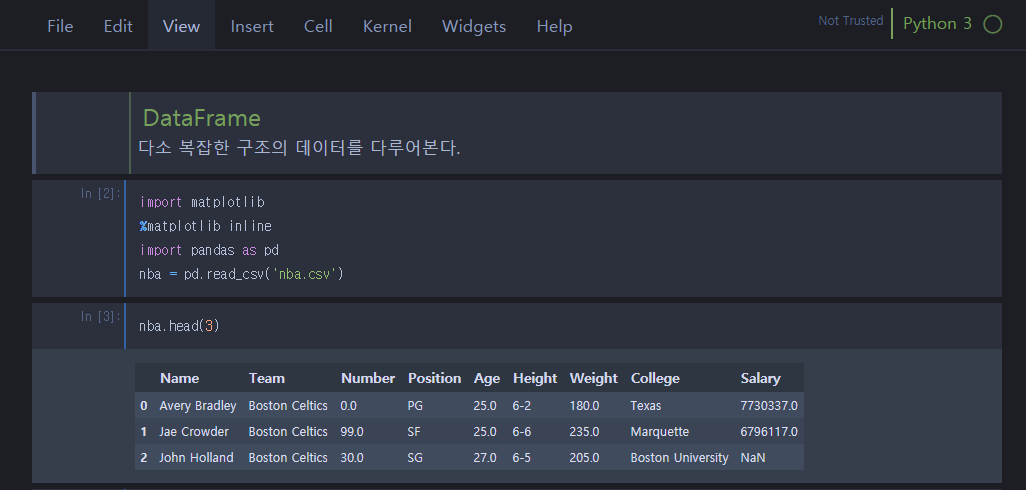 File Edit View Insert Cell Kernel Widgets Help Not Trusted Python 3
DataFrame
다소 복잡한 구조의 데이터를 다루어본다.
In [2]:
import matplotlib
%matplotlib inline
import pandas as pd
nba = pd.read_csv('nba.csv')
In [3]:
nba.head(3)
Name Team Number Position Age Height Weight College Salary
0 Avery Bradley Boston Celtics 0.0 PG 25.0 6-2 180.0 Texas 7730337.0
1 Jae Crowder Boston Celtics 99.0 SF 25.0 6-6 235.0 Marquette 6796117.0
2 John Holland Boston Celtics 30.0 SG 27.0 6-5 205.0 Boston University NaN